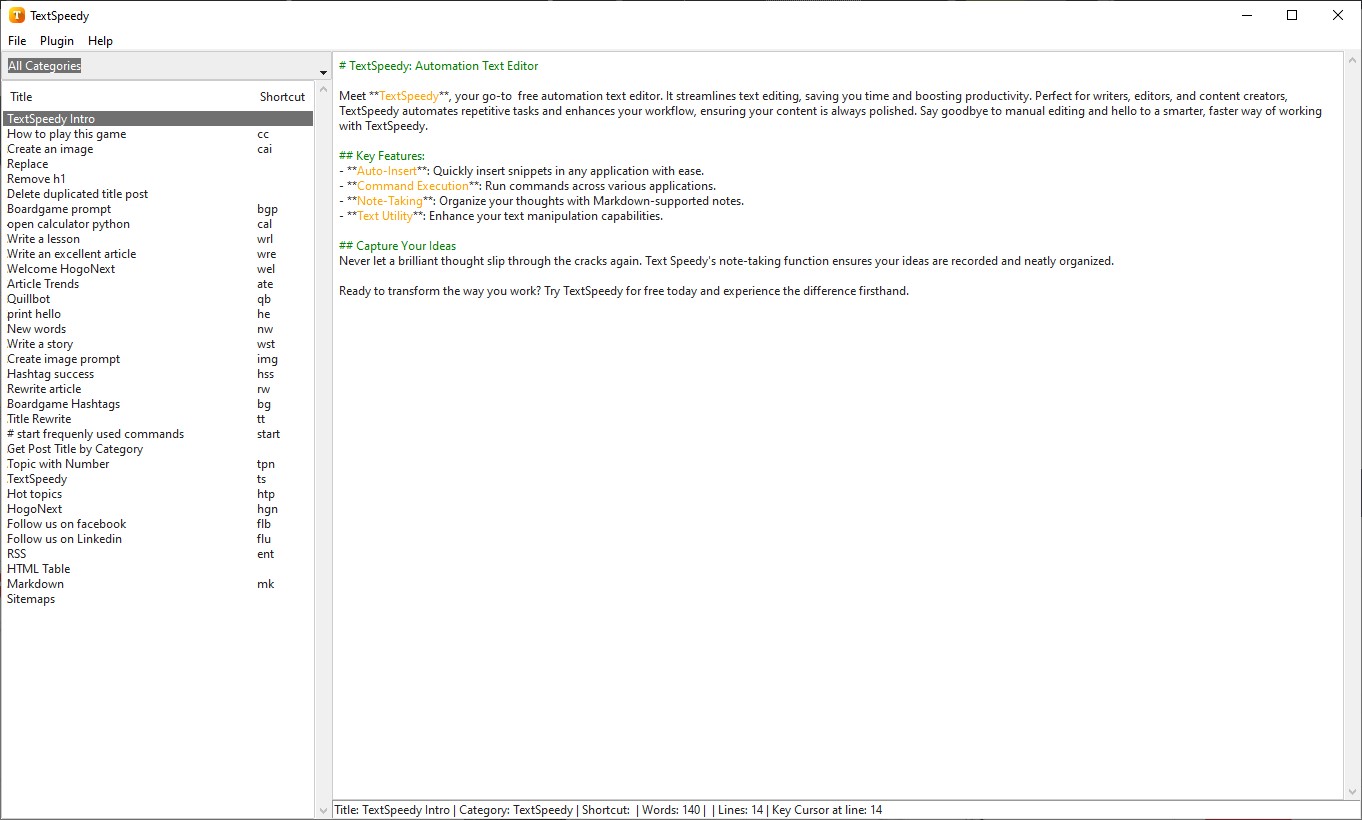 TextSpeedy
File Plugin Help
All Categories
Title Shortcut
TextSpeedy Intro
How to play this game cc
Create an image cai
Replace
Remove h1
Delete duplicated title post
Boardgame prompt bgp
open calculator python cal
Write a lesson wrl
Write an excellent article wre
Welcome HogoNext wel
Article Trends ate
Quillbot qb
print hello he
New words nw
Write a story wst
Create image prompt img
Hashtag success hss
Rewrite article rw
Boardgame Hashtags bg
Title Rewrite tt
# start frequenly used commands start
Get Post Title by Category
Topic with Number tpn
TextSpeedy ts
Hot topics htp
HogoNext hgn
Follow us on facebook flb
Follow us on Linkedin flu
RSS ent
HTML Table
Markdown mk
Sitemaps
# TextSpeedy: Automation Text Editor
Meet **TextSpeedy**, your go-to  free automation text editor. It streamlines text editing, saving you time and boosting productivity. Perfect for writers, editors, and content creators,
TextSpeedy automates repetitive tasks and enhances your workflow, ensuring your content is always polished. Say goodbye to manual editing and hello to a smarter, faster way of working
with TextSpeedy.
## Key Features:
- **Auto-Insert**: Quickly insert snippets in any application with ease.
- **Command Execution**: Run commands across various applications.
- **Note-Taking**: Organize your thoughts with Markdown-supported notes.
- **Text Utility**: Enhance your text manipulation capabilities.
## Capture Your Ideas
Never let a brilliant thought slip through the cracks again. Text Speedy's note-taking function ensures your ideas are recorded and neatly organized.
Ready to transform the way you work? Try TextSpeedy for free today and experience the difference firsthand.
Title: TextSpeedy Intro | Category: TextSpeedy | Shortcut:  | Words: 140 |  | Lines: 14 | Key Cursor at line: 14